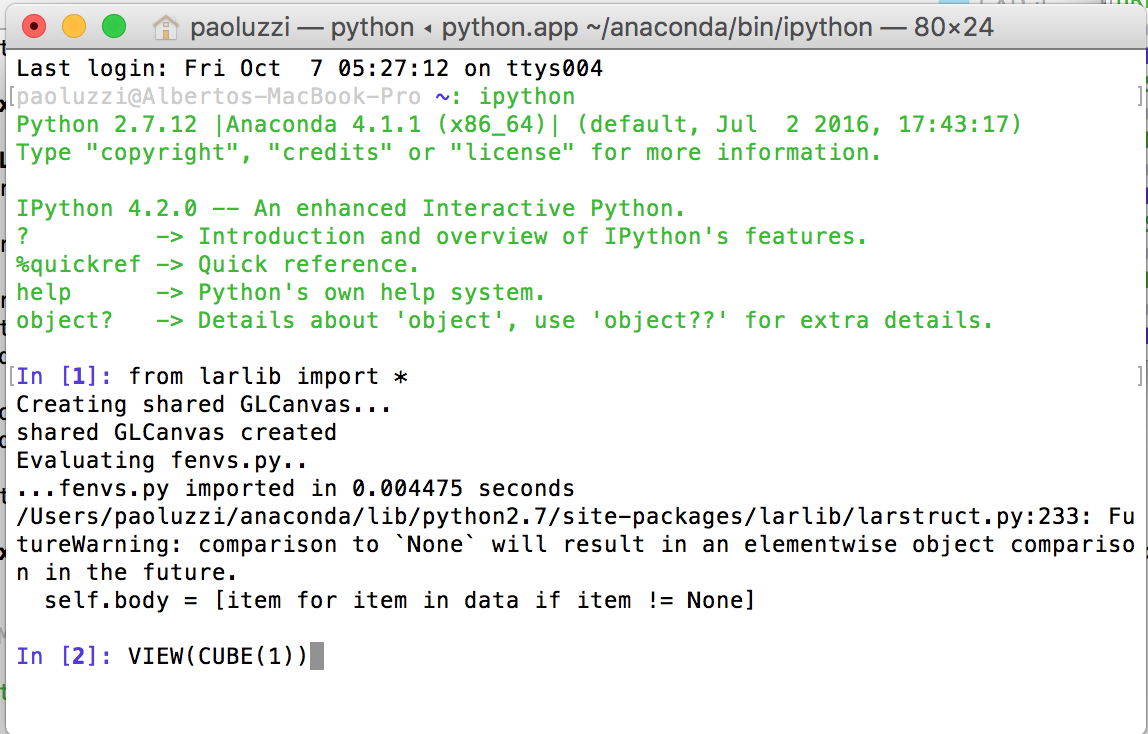 paoluzzi — python ◂ python.app ~/anaconda/bin/ipython — 80×24
Last login: Fri Oct  7 05:27:12 on ttys004
[paoluzzi@Albertos-MacBook-Pro ~: ipython ]
Python 2.7.12 |Anaconda 4.1.1 (x86_64)| (default, Jul  2 2016, 17:43:17)
Type "copyright", "credits" or "license" for more information.
IPython 4.2.0 -- An enhanced Interactive Python.
?         -> Introduction and overview of IPython's features.
%quickref -> Quick reference.
help      -> Python's own help system.
object?   -> Details about 'object', use 'object??' for extra details.
[In [1]: from larlib import * ]
Creating shared GLCanvas...
shared GLCanvas created
Evaluating fenvs.py..
...fenvs.py imported in 0.004475 seconds
/Users/paoluzzi/anaconda/lib/python2.7/site-packages/larlib/larstruct.py:233: Fu
tureWarning: comparison to `None` will result in an elementwise object compariso
n in the future.
  self.body = [item for item in data if item != None]
In [2]: VIEW(CUBE(1))